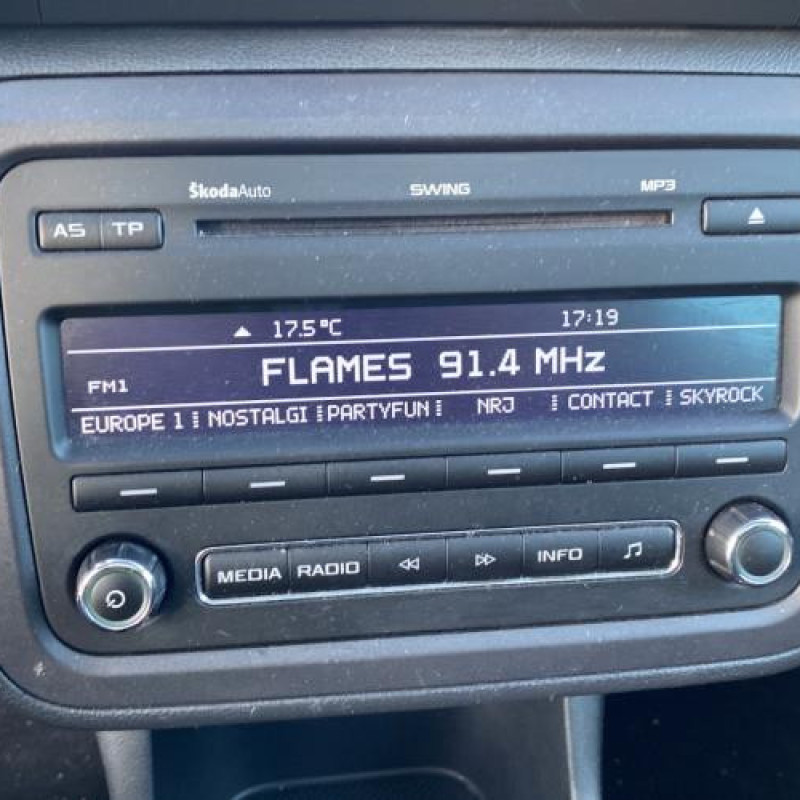 ŠkodaAuto SWING MP3
AS TP
17.5°C 17:19
FM1 FLAMES 91.4 MHz
EUROPE 1 NOSTALGI PARTYFUN NRJ CONTACT SKYROCK
MEDIA RADIO INFO